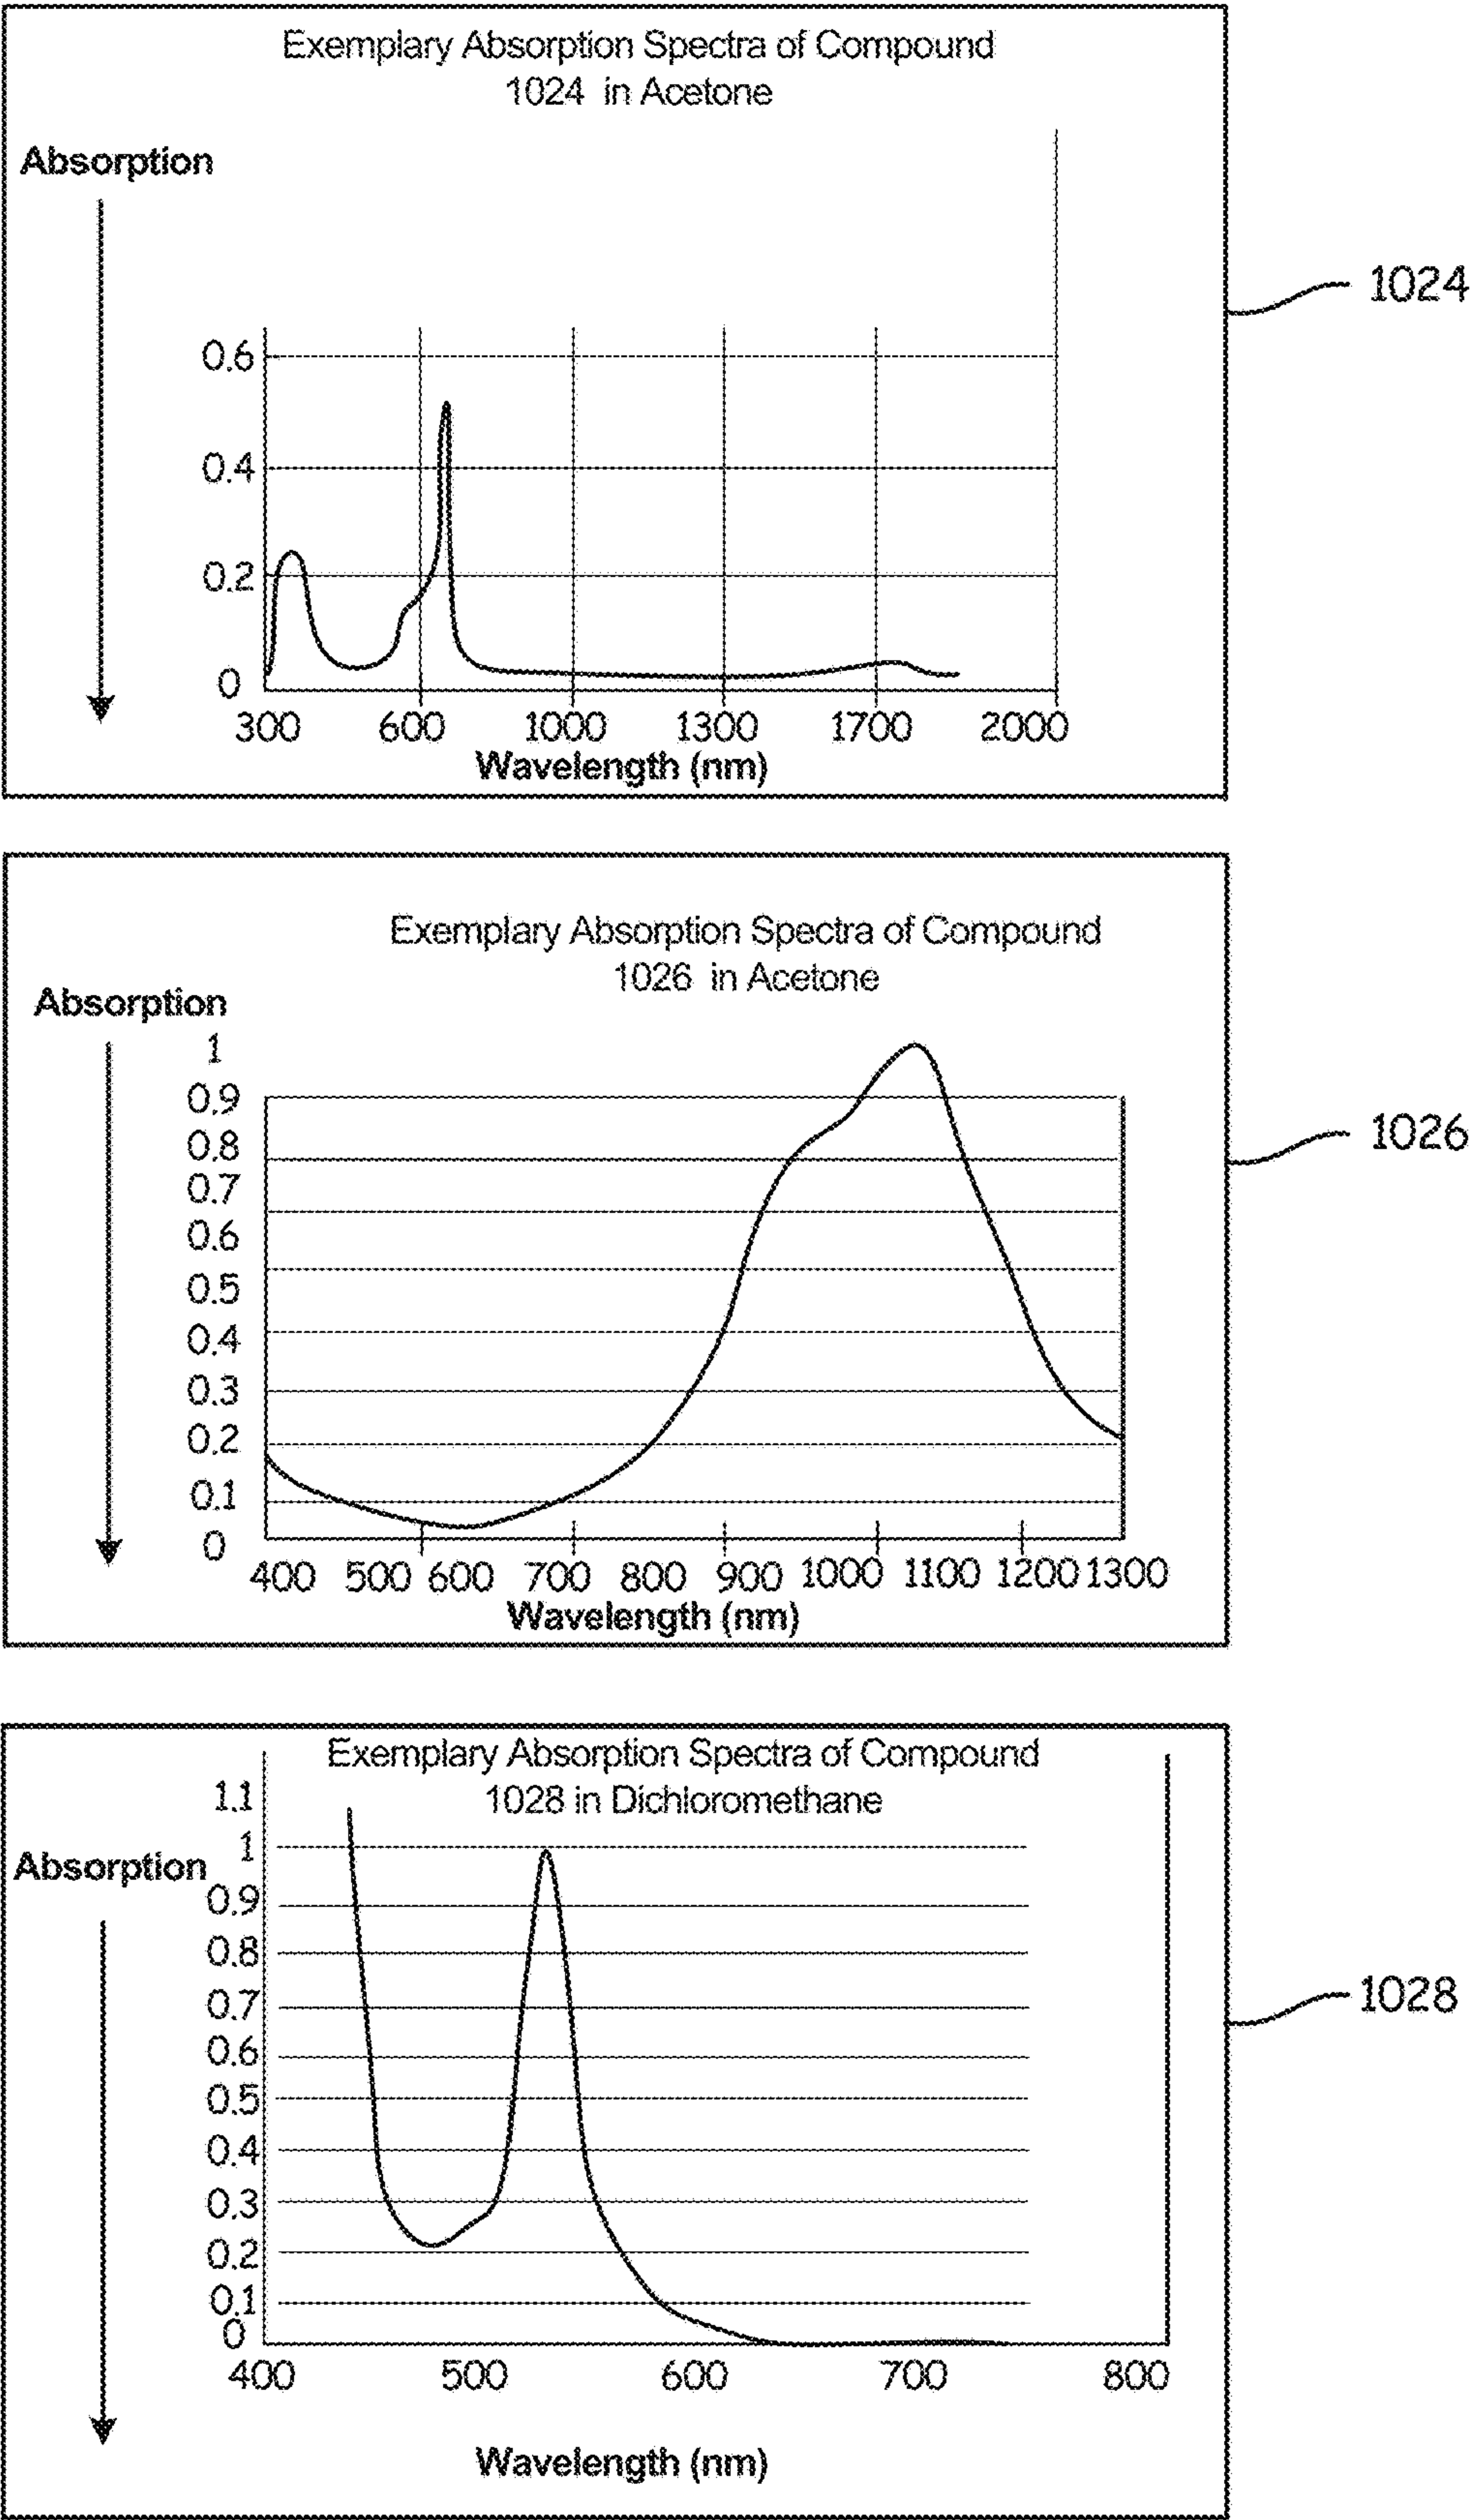 Exemplary Absorption Spectra of Compound
1024 in Acetone
Absorption
1024
0.6
0.4
0.2
0
300 600 1000 1300 1700 2000
Wavelength (nm)
Exemplary Absorption Spectra of Compound
1026 in Acetone
Absorption
1
0.9
1026
0.8
0.7
0.6
0.5
0.4
0.3
0.2
0.1
0
400 500 600 700 800 900 1000 1100 1200 1300
Wavelength (nm)
Exemplary Absorption Spectra of Compound
1028 in Dichloromethane
1.1
1
Absorption
0.9
0.8
0.7
1028
0.6
0.5
0.4
0.3
0.2
0.1
0
400 500 600 700 800
Wavelength (nm)